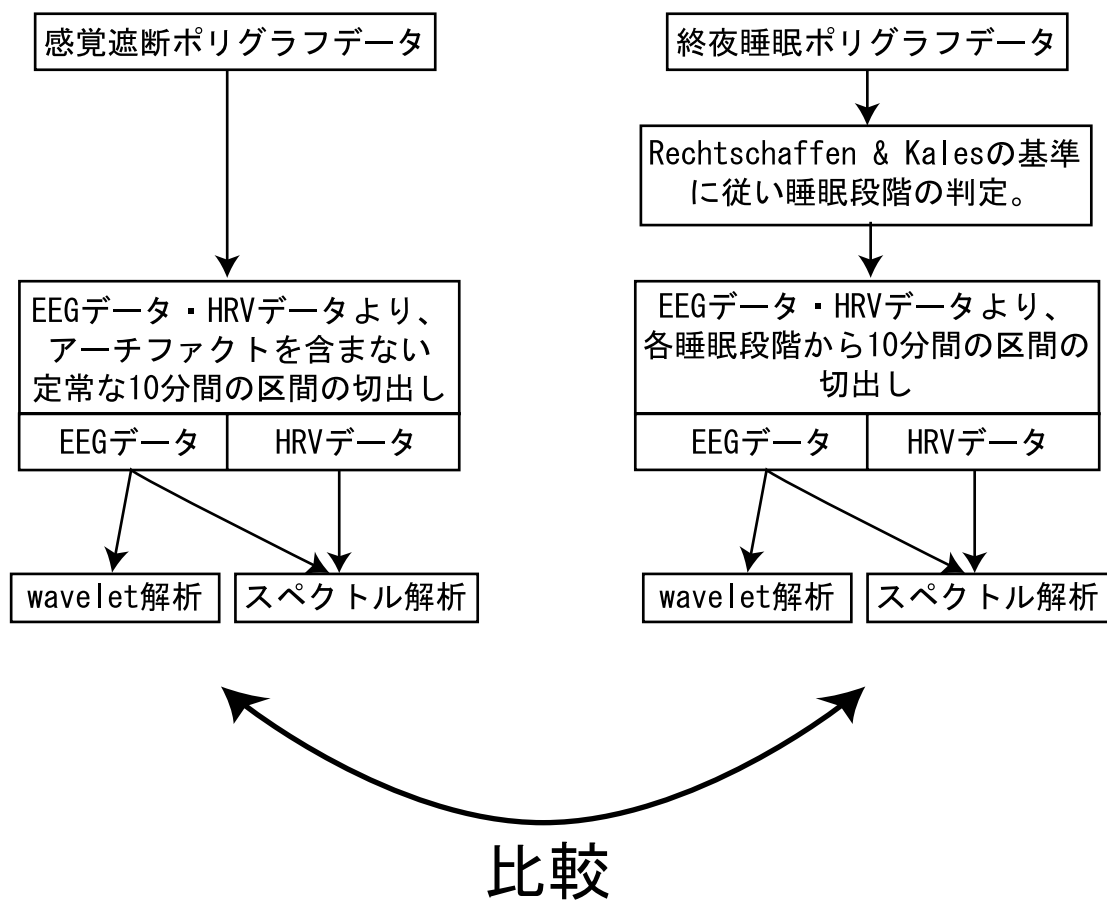 感覚遮断ポリグラフデータ
EEGデータ・HRVデータより、
アーチファクトを含まない
定常な10分間の区間の切出し
EEGデータ
HRVデータ
wavelet解析
スペクトル解析
終夜睡眠ポリグラフデータ
Rechtschaffen & Kalesの基準
に従い睡眠段階の判定。
EEGデータ・HRVデータより、
各睡眠段階から10分間の区間の
切出し
EEGデータ
HRVデータ
wavelet解析
スペクトル解析
比較